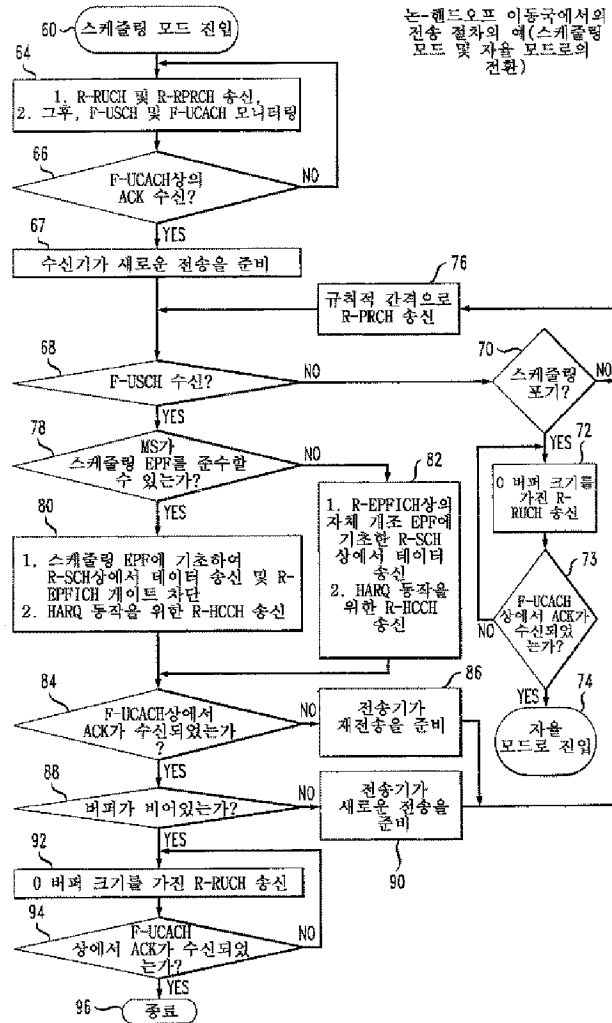 논-핸드오프 이동국에서의
전송 절차의 예(스케줄링
모드 및 자율 모드로의
전환)
60
스케줄링 모드 진입
64
1. R-RUCH 및 R-RPRCH 송신,
2. 그후, F-USCH 및 F-UCACH 모니터링
66
F-UCACH상의
ACK 수신?
NO
YES
67
수신기가 새로운 전송을 준비
76
규칙적 간격으로
R-PRCH 송신
68
F-USCH 수신?
NO
YES
70
스케줄링
포기?
NO
YES
72
0 버퍼 크기를
가진 R-
RUCH 송신
73
F-UCACH
상에서 ACK가
수신되었
는가?
NO
YES
74
자율
모드로 진입
78
MS가
스케줄링 EPF를 준수할
수 있는가?
NO
YES
80
1. 스케줄링 EPF에 기초하여
R-SCH상에서 데이터 송신 및 R-
EPFICH 게이트 차단
2. HARQ 동작을 위한 R-HCCH 송신
82
1. R-EPFICH상의
자체 개조 EPF에
기초한 R-SCH
상에서 데이터
송신
2. HARQ 동작을
위한 R-HCCH
송신
84
F-UCACH상에서
ACK가 수신되었는가
?
NO
YES
86
전송기가
재전송을 준비
88
버퍼가 비어있는가?
NO
YES
전송기가
새로운 전송을
준비
90
92
0 버퍼 크기를 가진 R-RUCH 송신
94
F-UCACH
상에서 ACK가 수신되었
는가?
NO
YES
96
종료